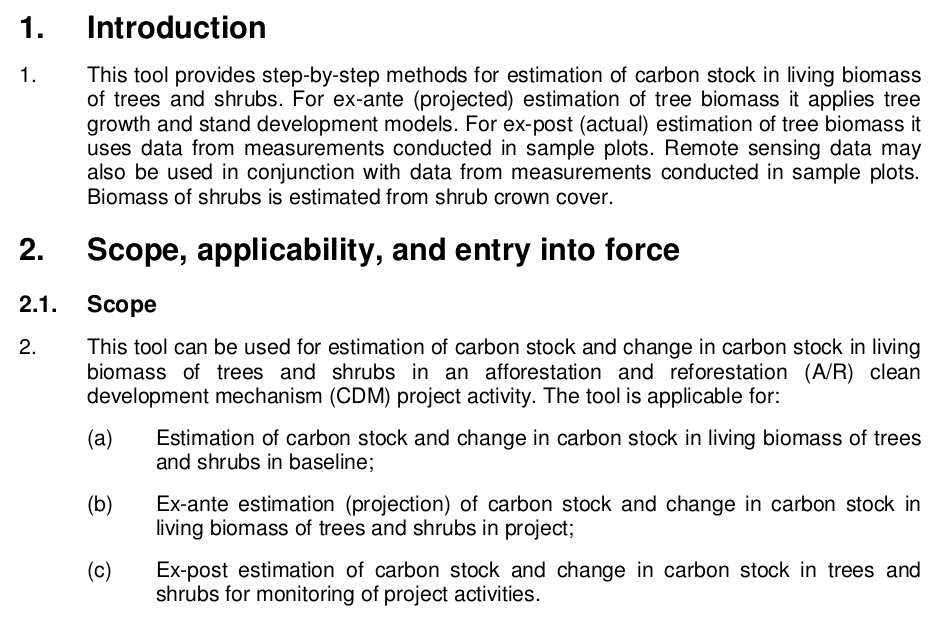 1. Introduction
1. This tool provides step-by-step methods for estimation of carbon stock in living biomass
of trees and shrubs. For ex-ante (projected) estimation of tree biomass it applies tree
growth and stand development models. For ex-post (actual) estimation of tree biomass it
uses data from measurements conducted in sample plots. Remote sensing data may
also be used in conjunction with data from measurements conducted in sample plots.
Biomass of shrubs is estimated from shrub crown cover.
2. Scope, applicability, and entry into force
2.1. Scope
2. This tool can be used for estimation of carbon stock and change in carbon stock in living
biomass of trees and shrubs in an afforestation and reforestation (A/R) clean
development mechanism (CDM) project activity. The tool is applicable for:
(a) Estimation of carbon stock and change in carbon stock in living biomass of trees
and shrubs in baseline;
(b) Ex-ante estimation (projection) of carbon stock and change in carbon stock in
living biomass of trees and shrubs in project;
(c) Ex-post estimation of carbon stock and change in carbon stock in trees and
shrubs for monitoring of project activities.